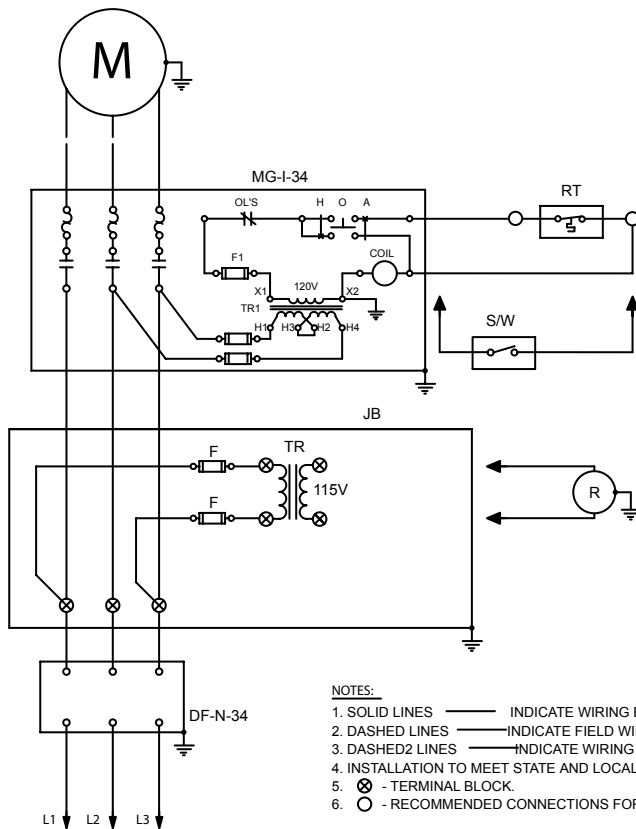 M
MG-I-34
RT
OL'S
H O A
F1
COIL
X1 120V X2
TR1
H1 H3 H2 H4
S/W
JB
F
TR
115V
F
R
DF-N-34
NOTES:
1. SOLID LINES INDICATE WIRING
2. DASHED LINES INDICATE FIELD
3. DASHED2 LINES INDICATE WIRING
4. INSTALLATION TO MEET STATE AND LOCAL
5. - TERMINAL BLOCK.
6. - RECOMMENDED CONNECTIONS FOR
L1 L2 L3